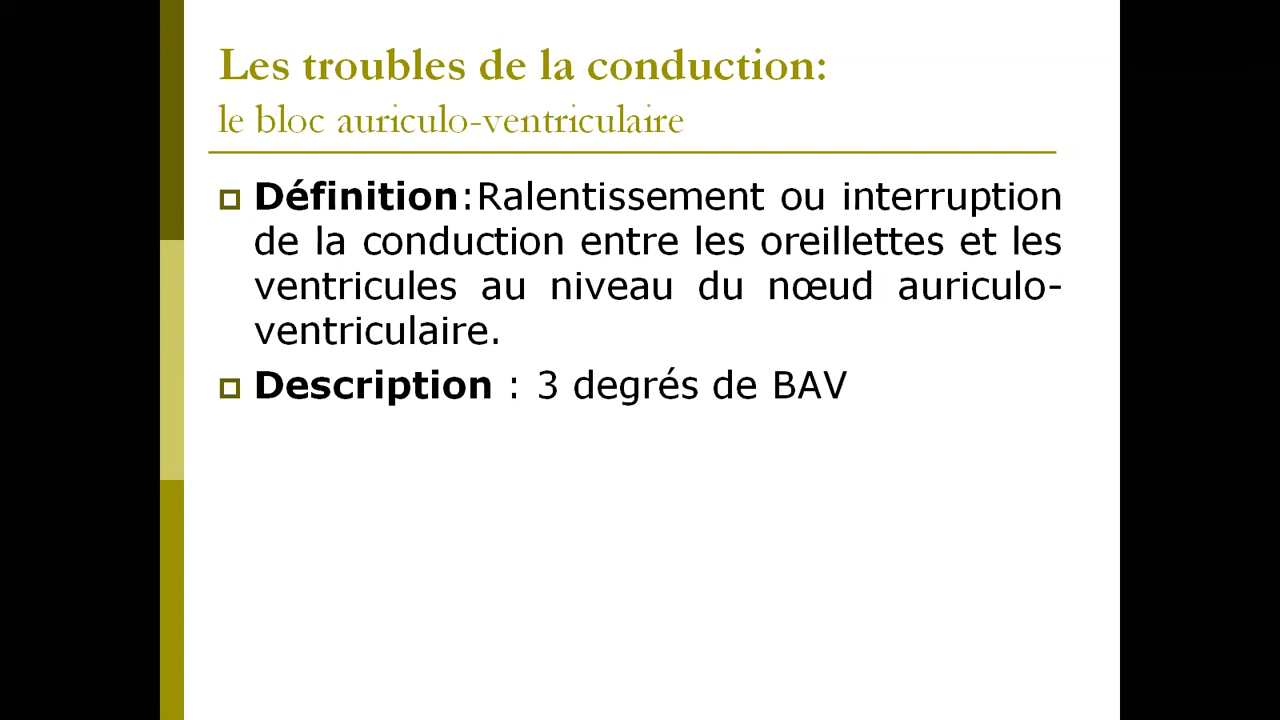 Les troubles de la conduction:
le bloc auriculo-ventriculaire
Définition:Ralentissement ou interruption
de la conduction entre les oreillettes et les
ventricules au niveau du nœud auriculo-
ventriculaire.
Description : 3 degrés de BAV